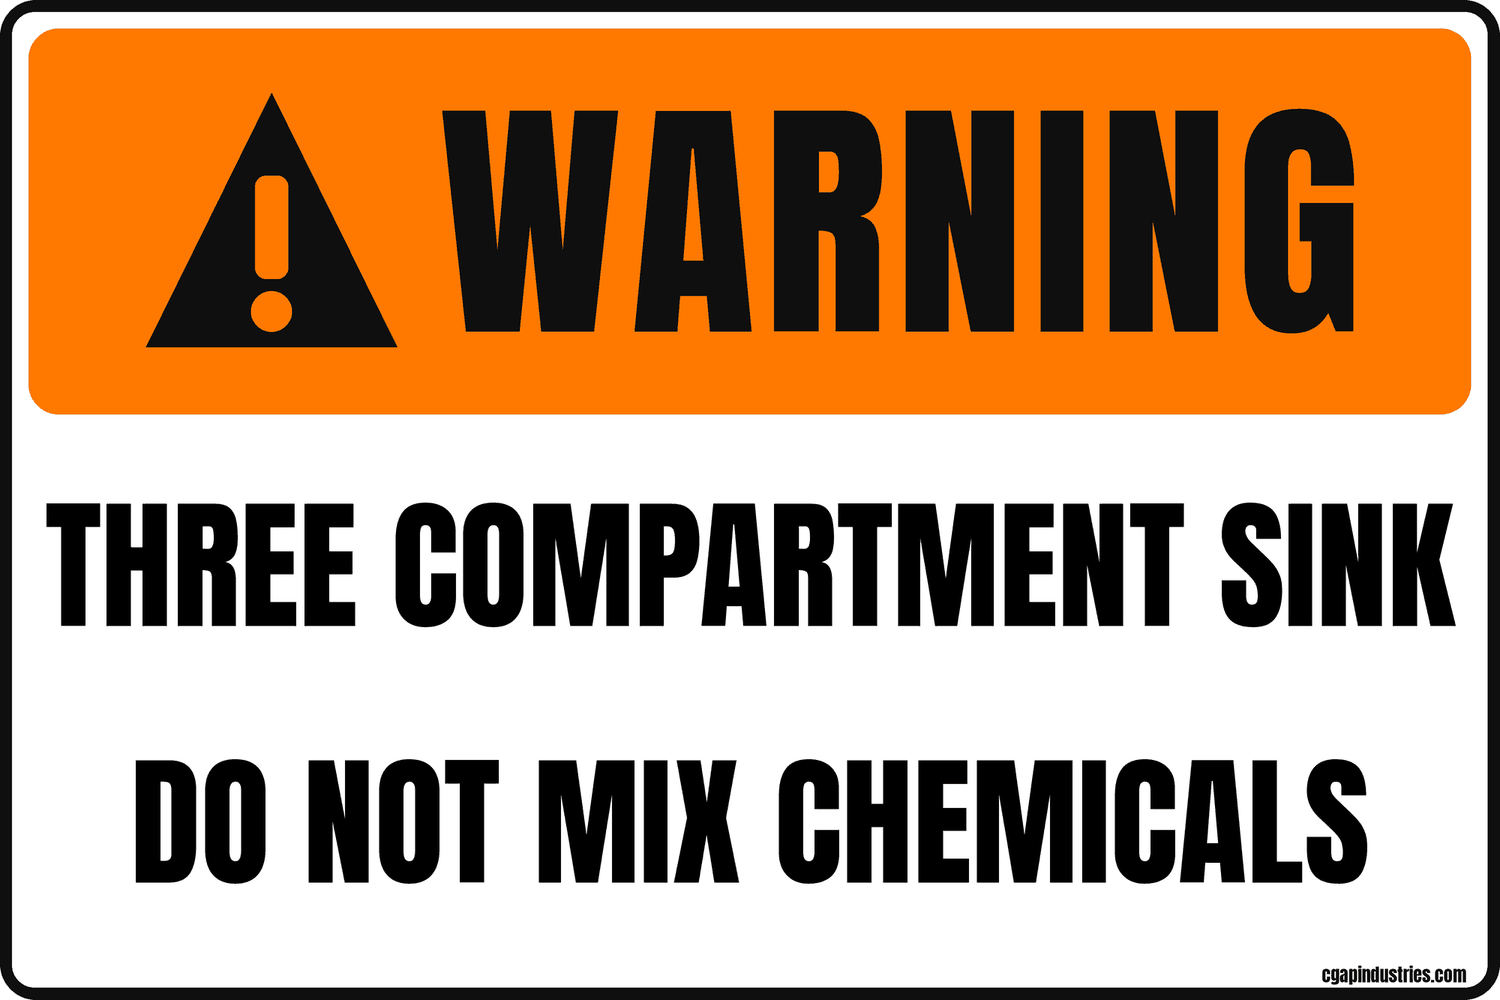 WARNING
THREE COMPARTMENT SINK
DO NOT MIX CHEMICALS
cgapindustries.com